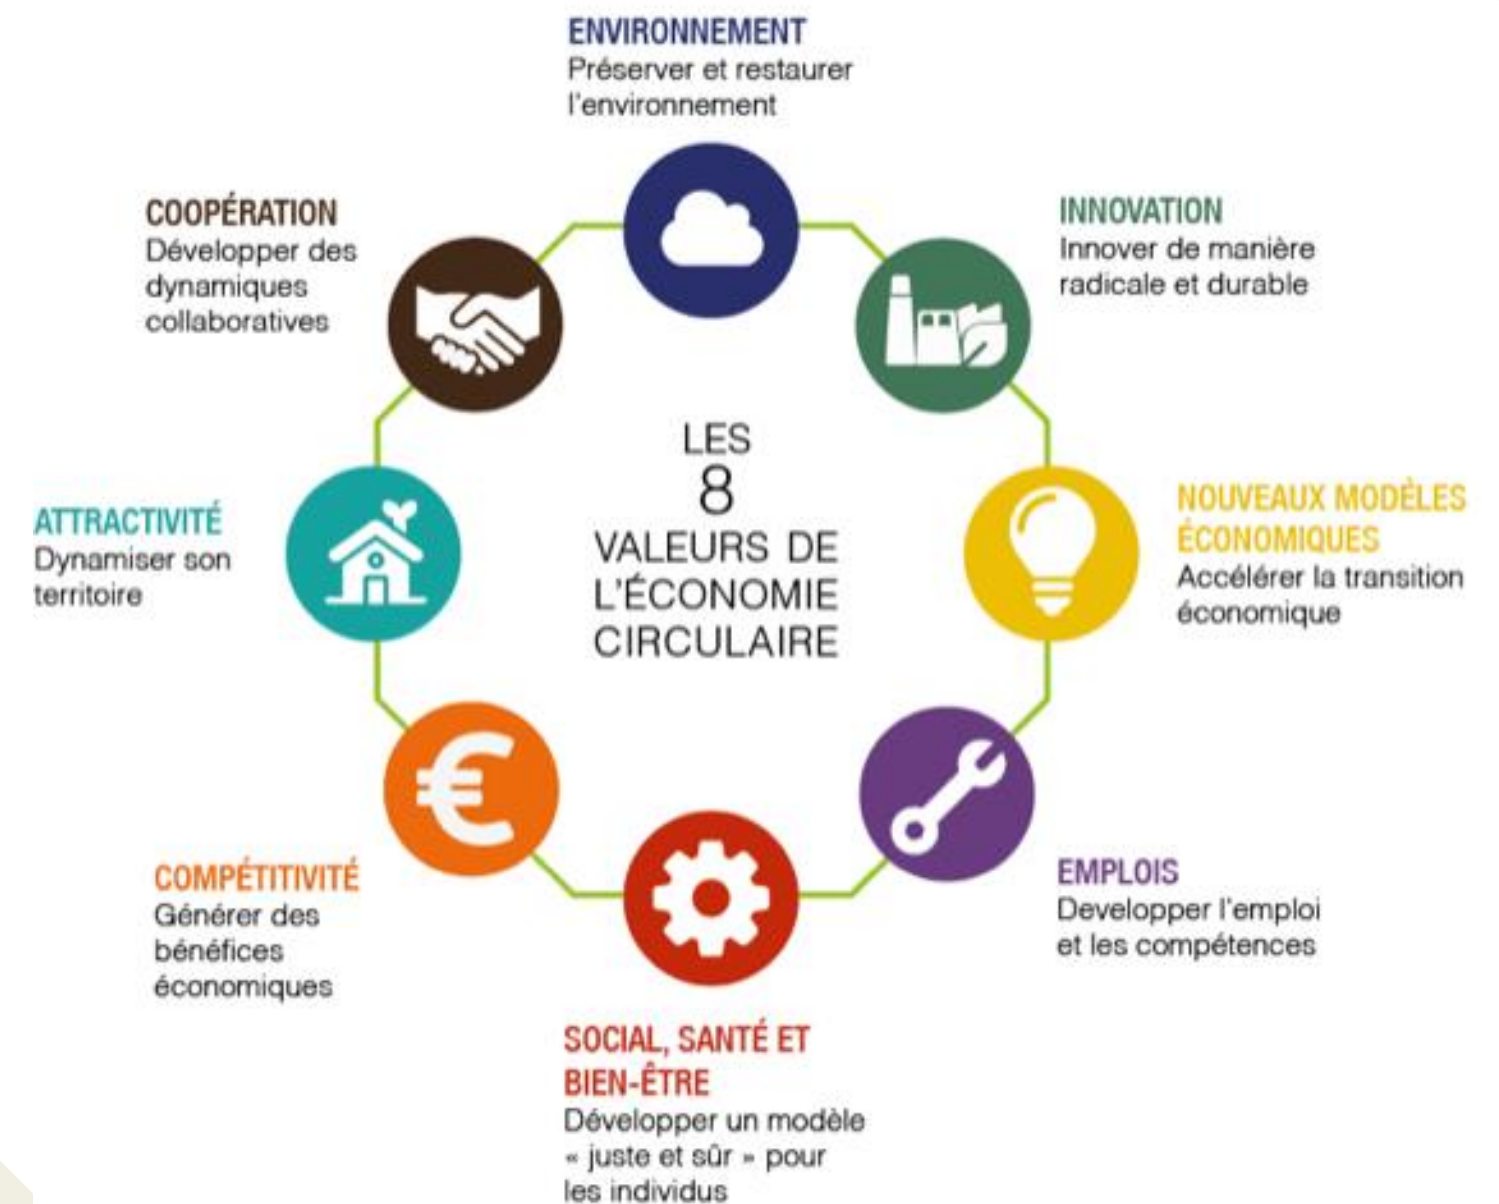 ENVIRONNEMENT
Préserver et restaurer
l'environnement
COOPÉRATION
Développer des
dynamiques
collaboratives
INNOVATION
Innover de manière
radicale et durable
LES
8
VALEURS DE
L'ÉCONOMIE
CIRCULAIRE
ATTRACTIVITÉ
Dynamiser son
territoire
NOUVEAUX MODÈLES
ÉCONOMIQUES
Accélérer la transition
économique
€
COMPÉTITIVITÉ
Générer des
bénéfices
économiques
EMPLOIS
Developper l'emploi
et les compétences
SOCIAL, SANTÉ ET
BIEN-ÊTRE
Développer un modèle
« juste et sûr » pour
les individus